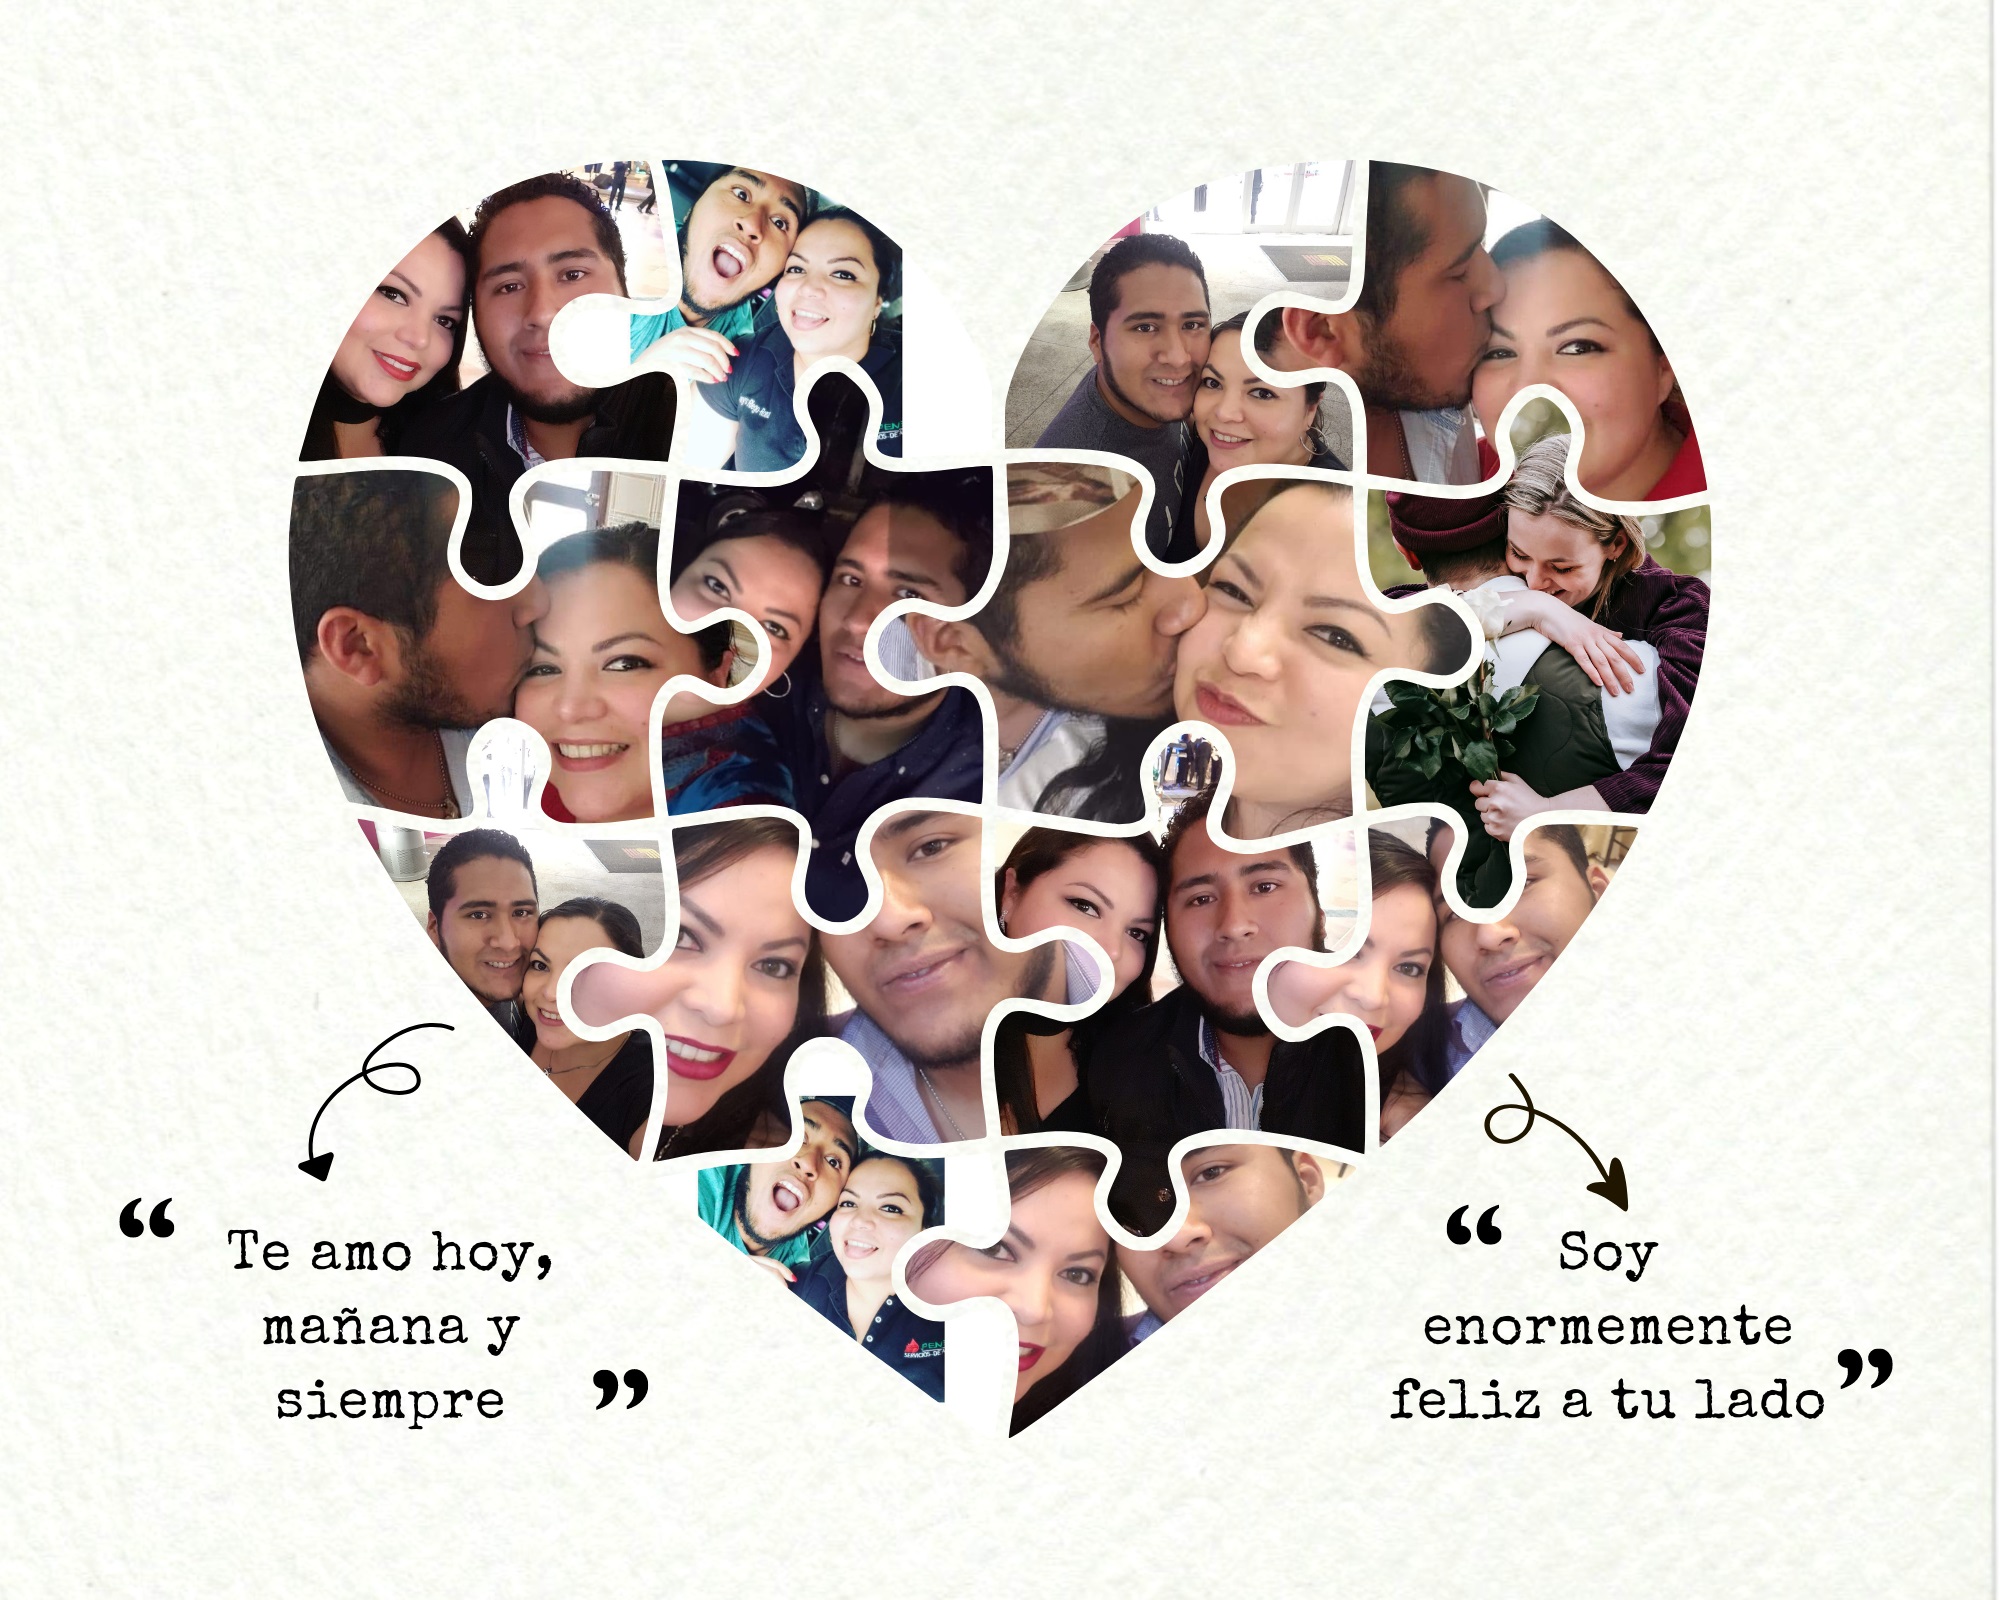 “ Te amo hoy,
mañana y
siempre ”
“ Soy
enormemente
feliz a tu lado ”